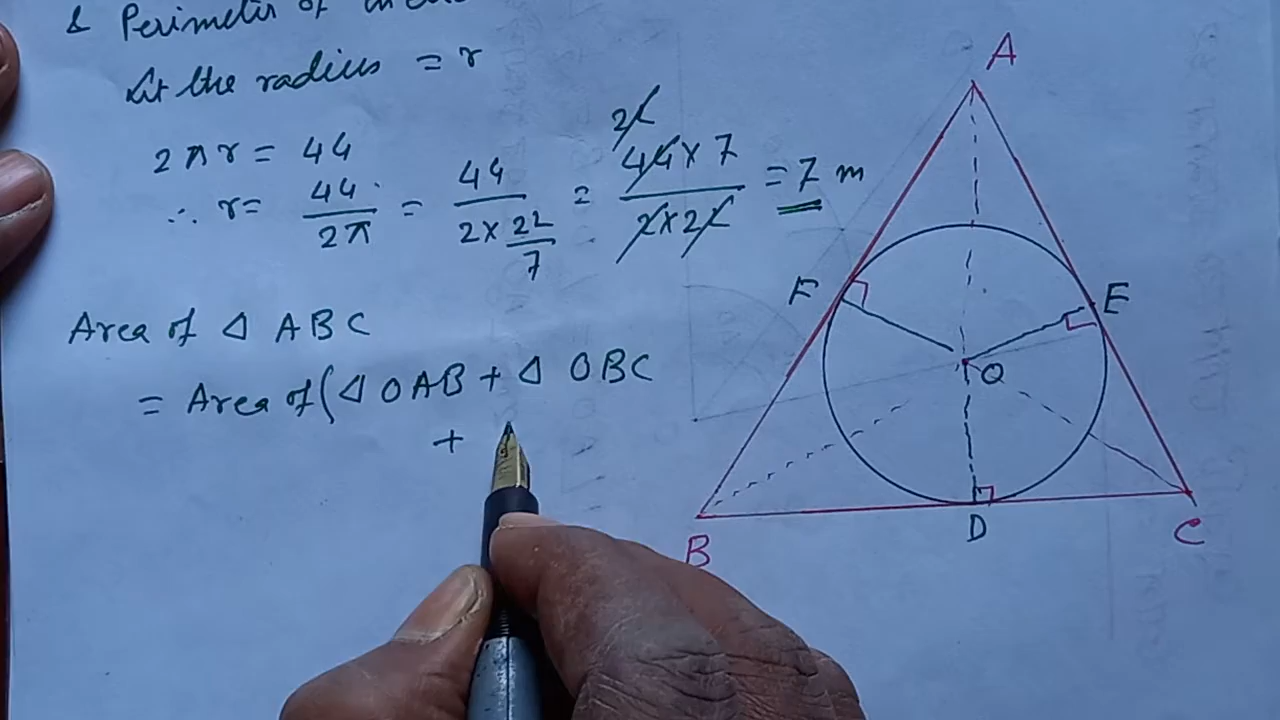 & Perimeter of
Let the radius = r
2πr = 44
∴ r = 44/2π = 44/(2 × 22/7) = 44 × 7/(2 × 22) = 7 m
22
Area of Δ ABC
= Area of (Δ OAB + Δ OBC
+
A
F
E
O
B
D
C